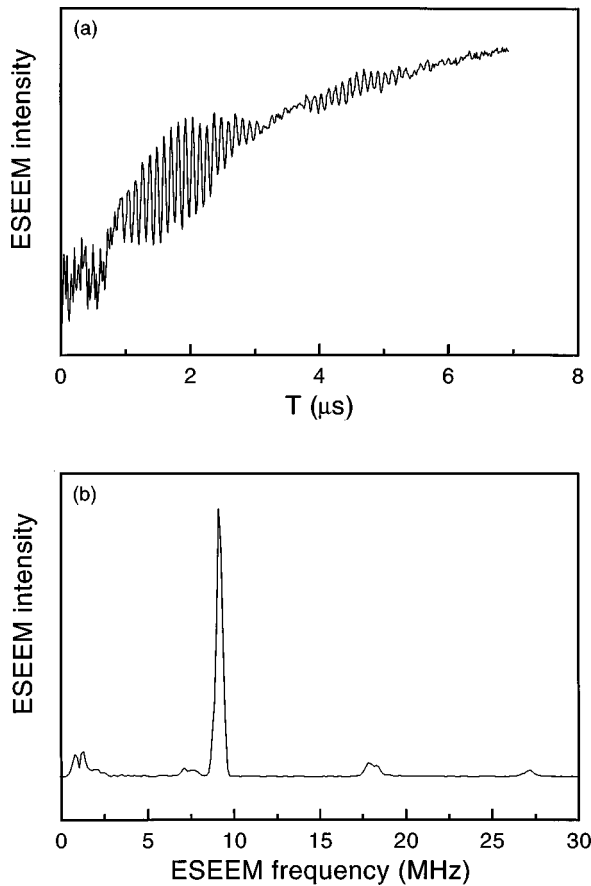 (a)
ESEEM intensity
0 2 4 6 8
T (μs)
(b)
ESEEM intensity
0 5 10 15 20 25 30
ESEEM frequency (MHz)